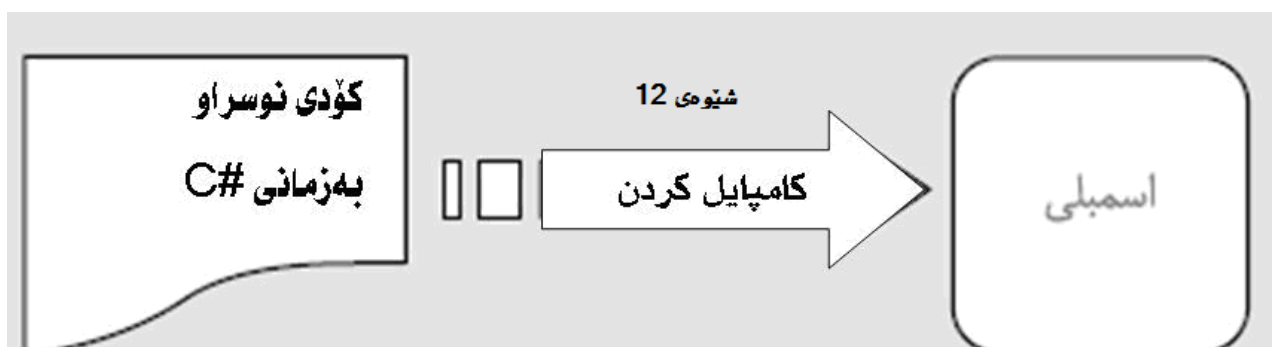 کۆدی نوسراو
بەزمانی C#
شێوەی 12
کامپایل کردن
اسمبلی